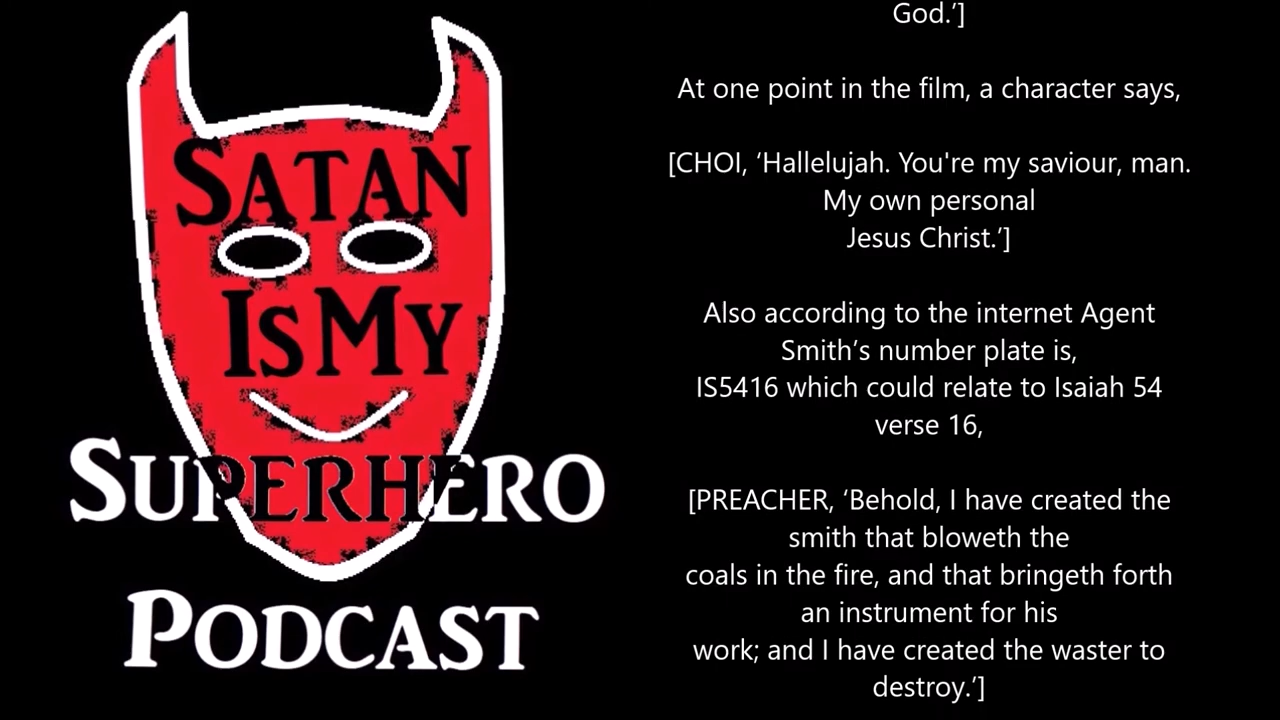 SATAN
IS MY
SUPERHERO
PODCAST
God.’]
At one point in the film, a character says,
[CHOI, ‘Hallelujah. You're my saviour, man.
My own personal
Jesus Christ.’]
Also according to the internet Agent
Smith’s number plate is,
IS5416 which could relate to Isaiah 54
verse 16,
[PREACHER, ‘Behold, I have created the
smith that bloweth the
coals in the fire, and that bringeth forth
an instrument for his
work; and I have created the waster to
destroy.’]